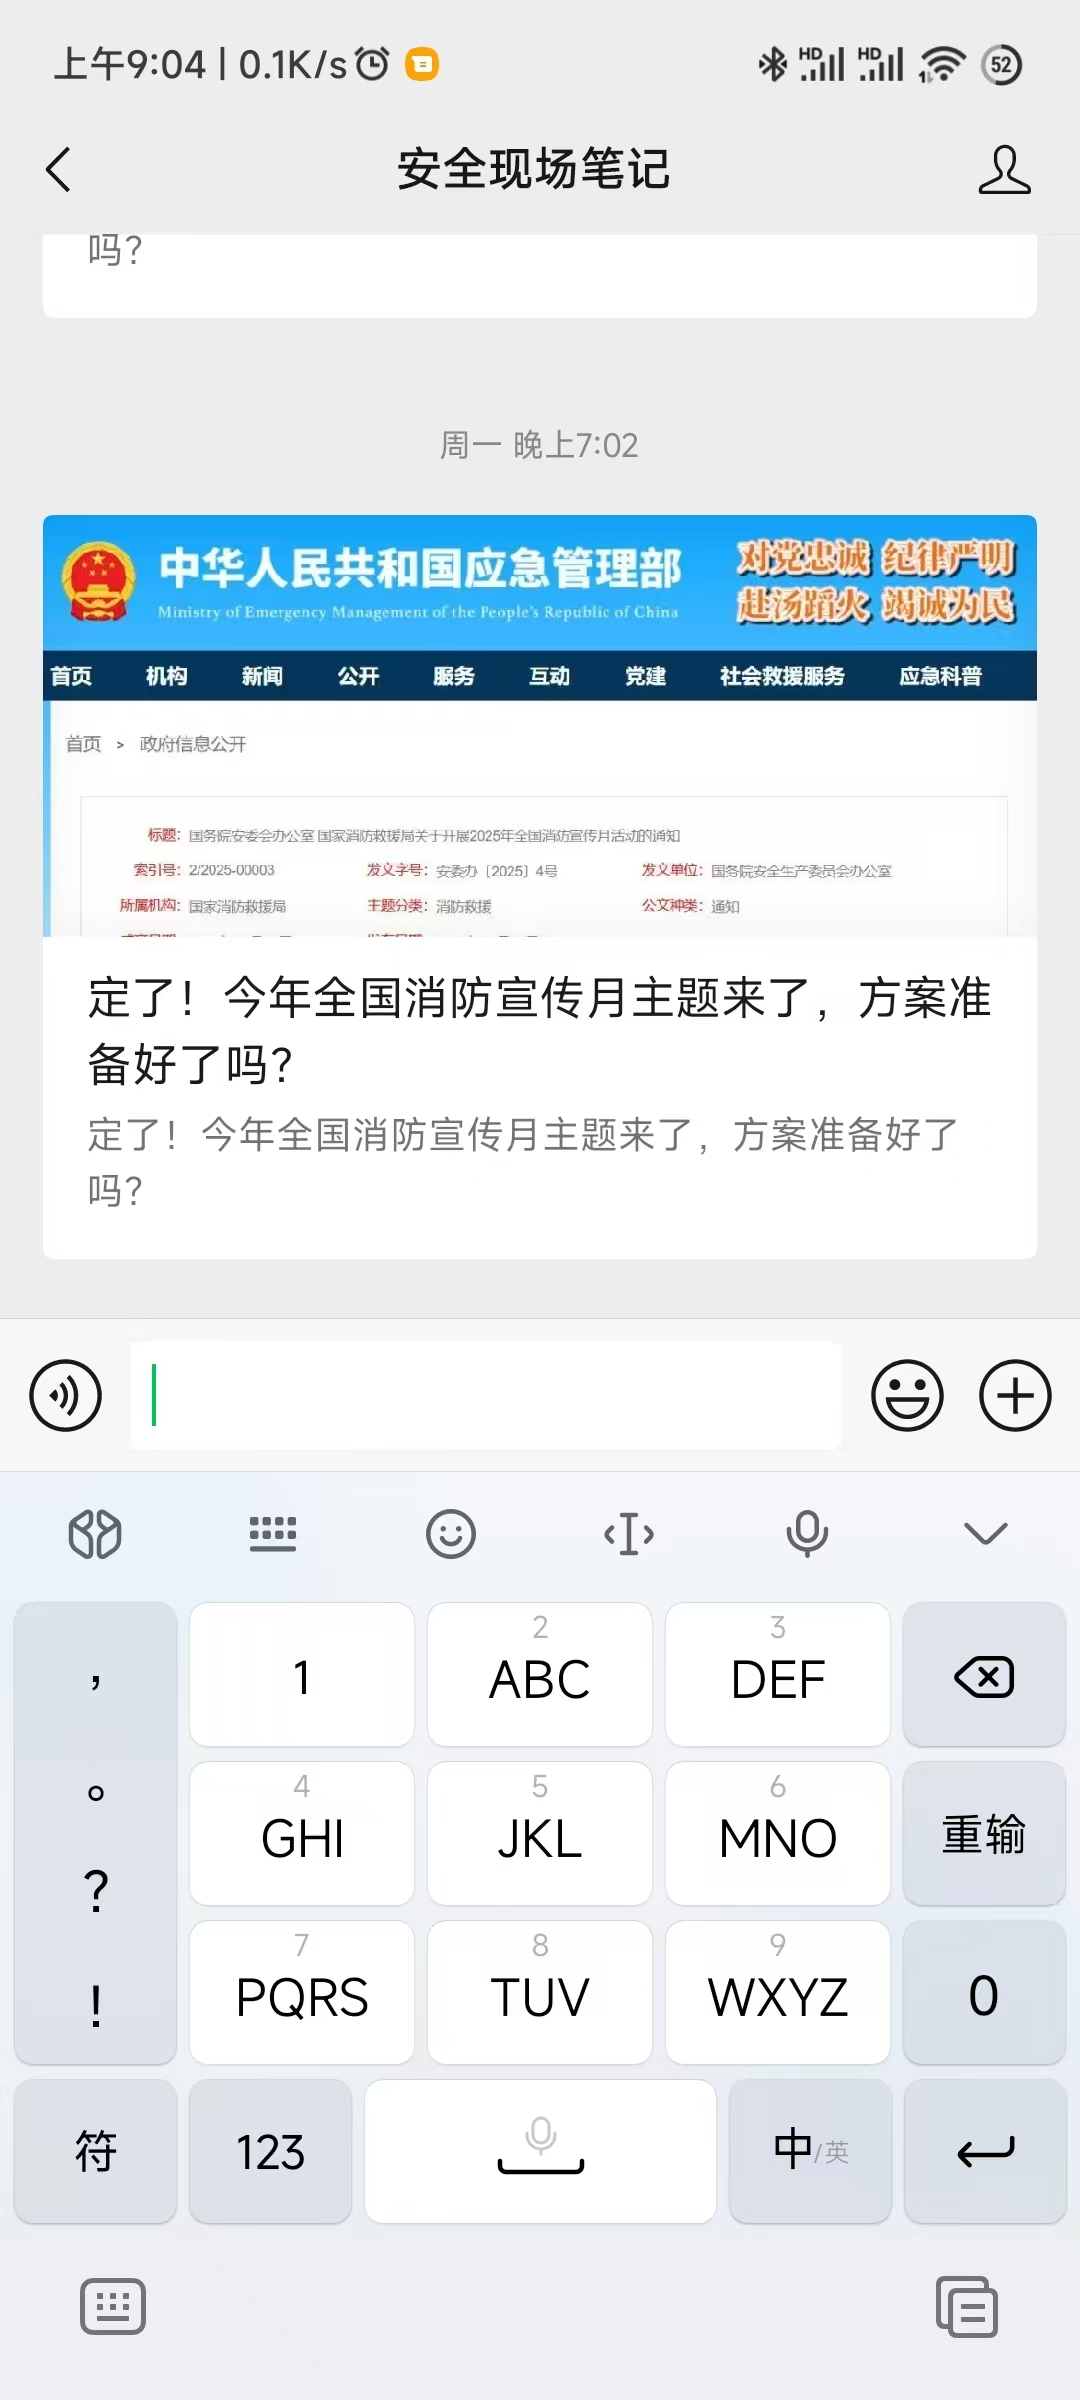 上午9:04 | 0.1K/s
HD HD 52
安全现场笔记
吗？
周一 晚上7:02
中华人民共和国应急管理部
Ministry of Emergency Management of the People's Republic of China
对党忠诚 纪律严明
赴汤蹈火 竭诚为民
首页 机构 新闻 公开 服务 互动 党建 社会救援服务 应急科普
首页 > 政府信息公开
标题: 国务院安委会办公室 国家消防救援局关于开展2025年全国消防宣传月活动的通知
索引号: 2/2025-00003 发文字号: 安委办〔2025〕4号 发文单位: 国务院安全生产委员会办公室
所属机构: 国家消防救援局 主题分类: 消防救援 公文种类: 通知
定了！今年全国消防宣传月主题来了，方案准
备好了吗？
定了！今年全国消防宣传月主题来了，方案准备好了
吗？
，
。
？
！
1
2
ABC
3
DEF
4
GHI
5
JKL
6
MNO
重输
7
PQRS
8
TUV
9
WXYZ
0
符
123
中/英